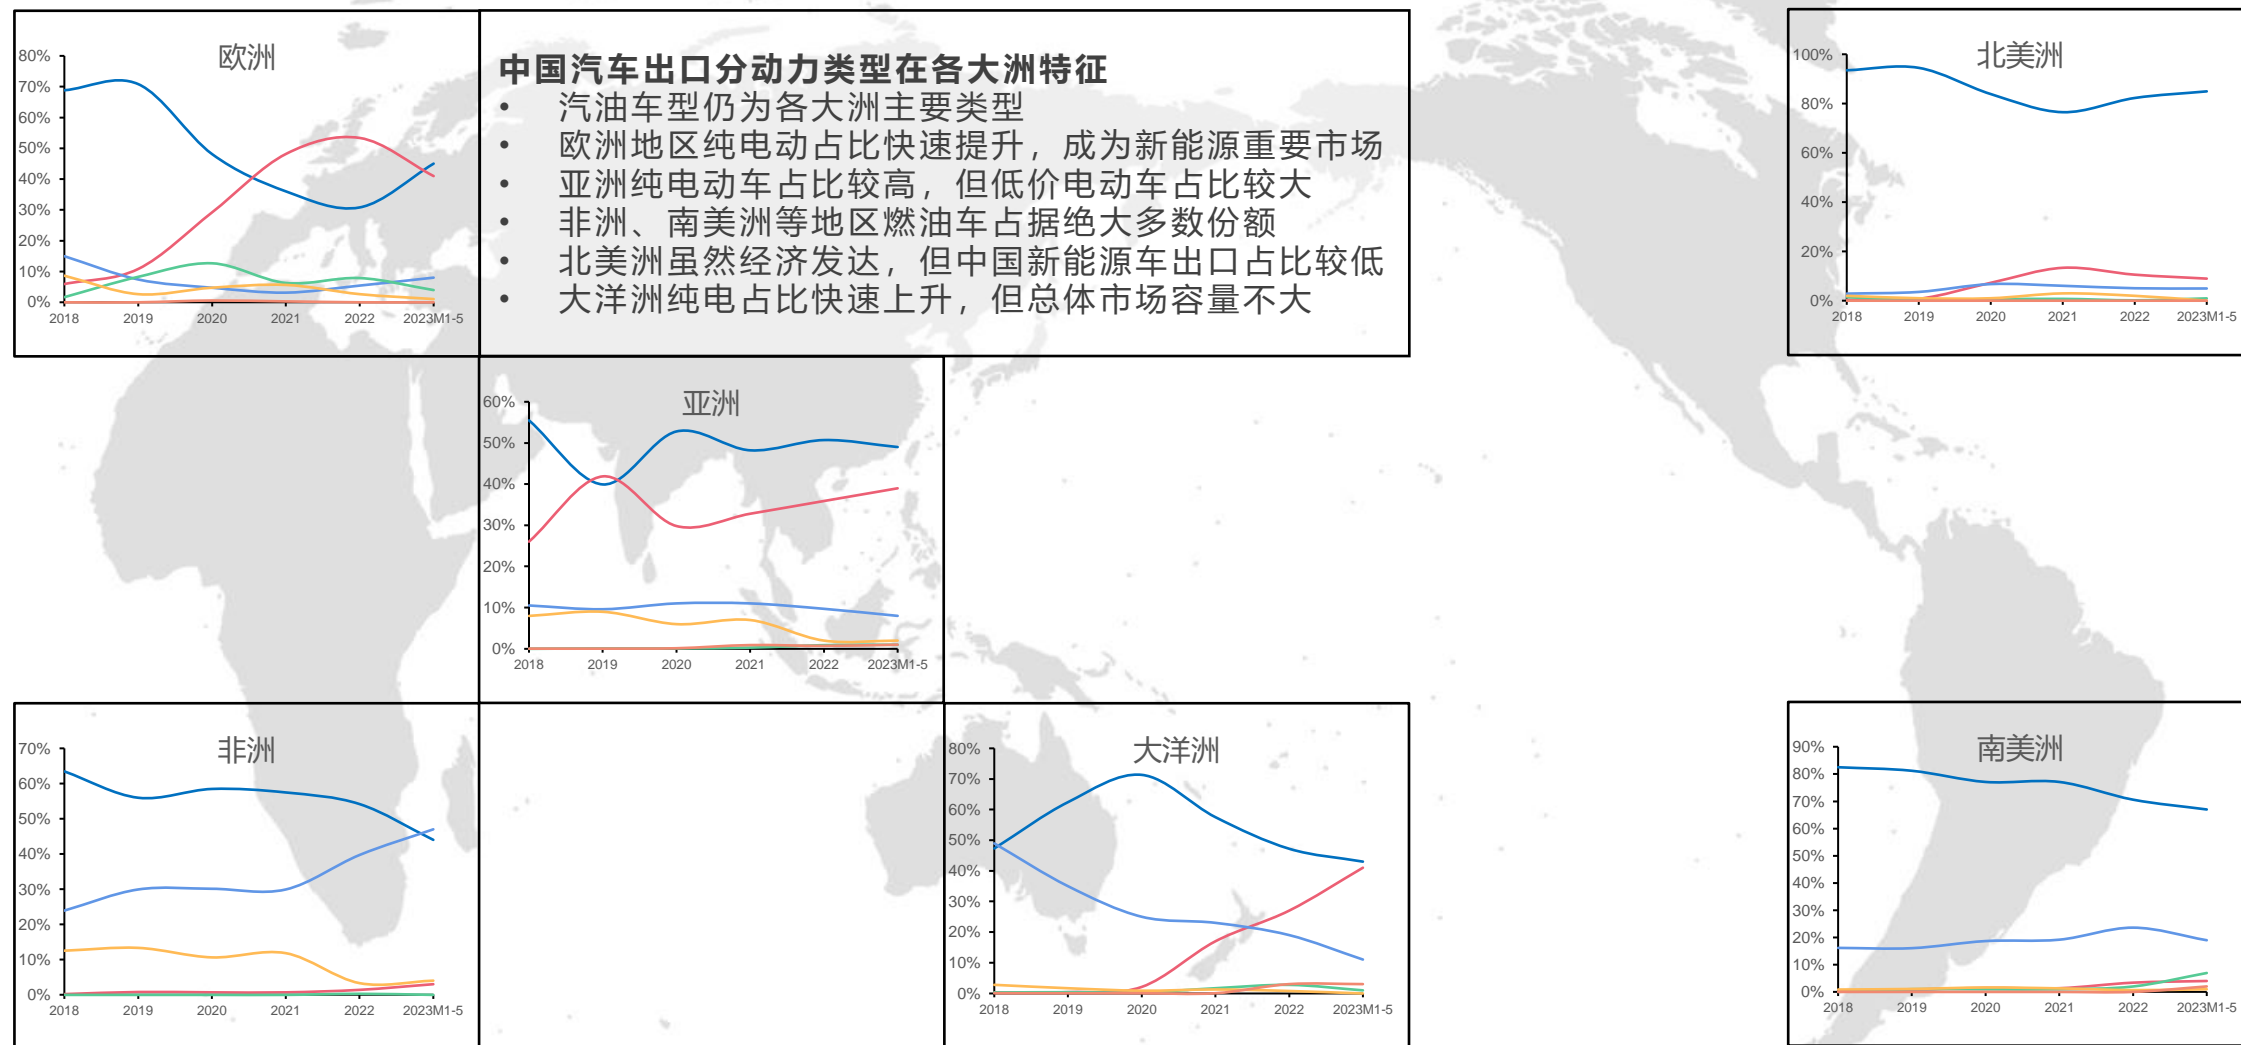 欧洲
80%
70%
60%
50%
40%
30%
20%
10%
0%
2018 2019 2020 2021 2022 2023M1-5
中国汽车出口分动力类型在各大洲特征
• 汽油车型仍为各大洲主要类型
• 欧洲地区纯电动占比快速提升，成为新能源重要市场
• 亚洲纯电动车占比较高，但低价电动车占比较大
• 非洲、南美洲等地区燃油车占据绝大多数份额
• 北美洲虽然经济发达，但中国新能源车出口占比较低
• 大洋洲纯电占比快速上升，但总体市场容量不大
北美洲
100%
80%
60%
40%
20%
0%
2018 2019 2020 2021 2022 2023M1-5
亚洲
60%
50%
40%
30%
20%
10%
0%
2018 2019 2020 2021 2022 2023M1-5
非洲
70%
60%
50%
40%
30%
20%
10%
0%
2018 2019 2020 2021 2022 2023M1-5
大洋洲
80%
70%
60%
50%
40%
30%
20%
10%
0%
2018 2019 2020 2021 2022 2023M1-5
南美洲
90%
80%
70%
60%
50%
40%
30%
20%
10%
0%
2018 2019 2020 2021 2022 2023M1-5